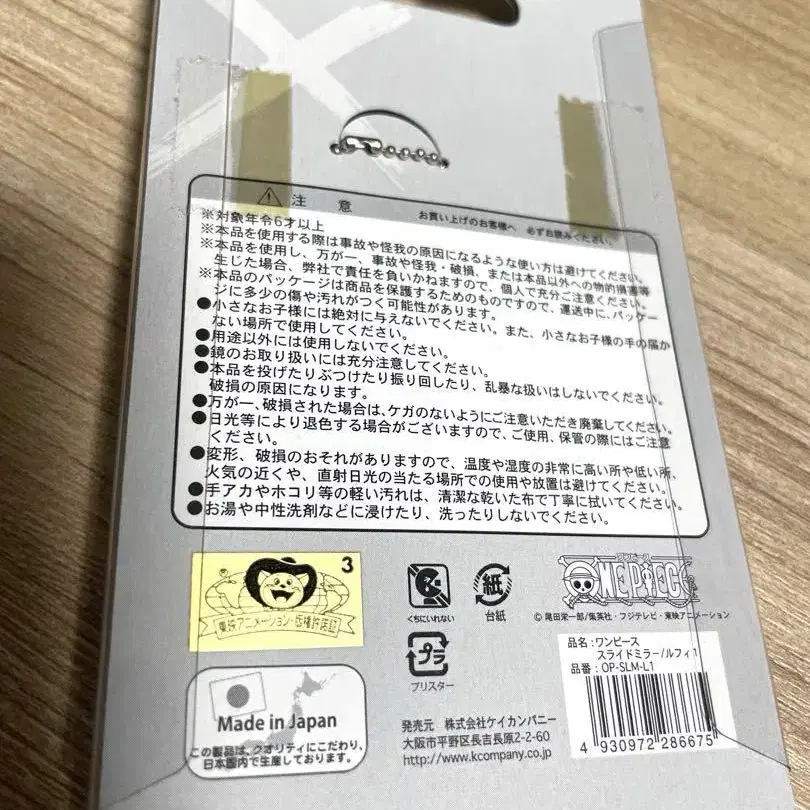 注 意
お買い上げのお客様へ 必ずお読みください。
※対象年令6才以上
※本品を使用する際は事故や怪我の原因になるような使い方は避けてください。
※本品を使用し、万が一、事故や怪我・破損、または本品以外への物的損害等
生じた場合、弊社で責任を負いかねますので、個人で充分ご注意ください。
※本品のパッケージは商品を保護するためのものですので、運送中に、パッケー
ジに多少の傷や汚れがつく可能性があります。
●小さなお子様には絶対に与えないでください。また、小さなお子様の手の届か
ない場所で使用してください。
●用途以外には使用しないでください。
●鏡のお取り扱いには充分注意してください。
●本品を投げたりぶつけたり振り回したり、乱暴な扱いはしないでください。
破損の原因になります。
●万が一、破損された場合は、ケガのないようにご注意いただき廃棄してください。
●日光等により退色する場合がございますので、ご使用、保管の際にはご注意
ください。
●変形、破損のおそれがありますので、温度や湿度の非常に高い所や低い所、
火気の近くや、直射日光の当たる場所での使用や放置は避けてください。
●手アカやホコリ等の軽い汚れは、清潔な乾いた布で丁寧に拭いてください。
●お湯や中性洗剤などに浸けたり、洗ったりしないでください。
3
東映アニメーション・版権許諾証
くちにいれない
紙
台紙
プラ
ブリスター
ワンピース
ONE PIECE
© 尾田栄一郎/集英社・フジテレビ・東映アニメーション
品名:ワンピース
スライドミラー/ルフィ1
品番:OP-SLM-L1
4 930972 286675
Made in Japan
この製品は、クオリティにこだわり、
日本国内で生産しております。
発売元 株式会社ケイカンパニー
大阪市平野区長吉長原2-2-60
http://www.kcompany.co.jp